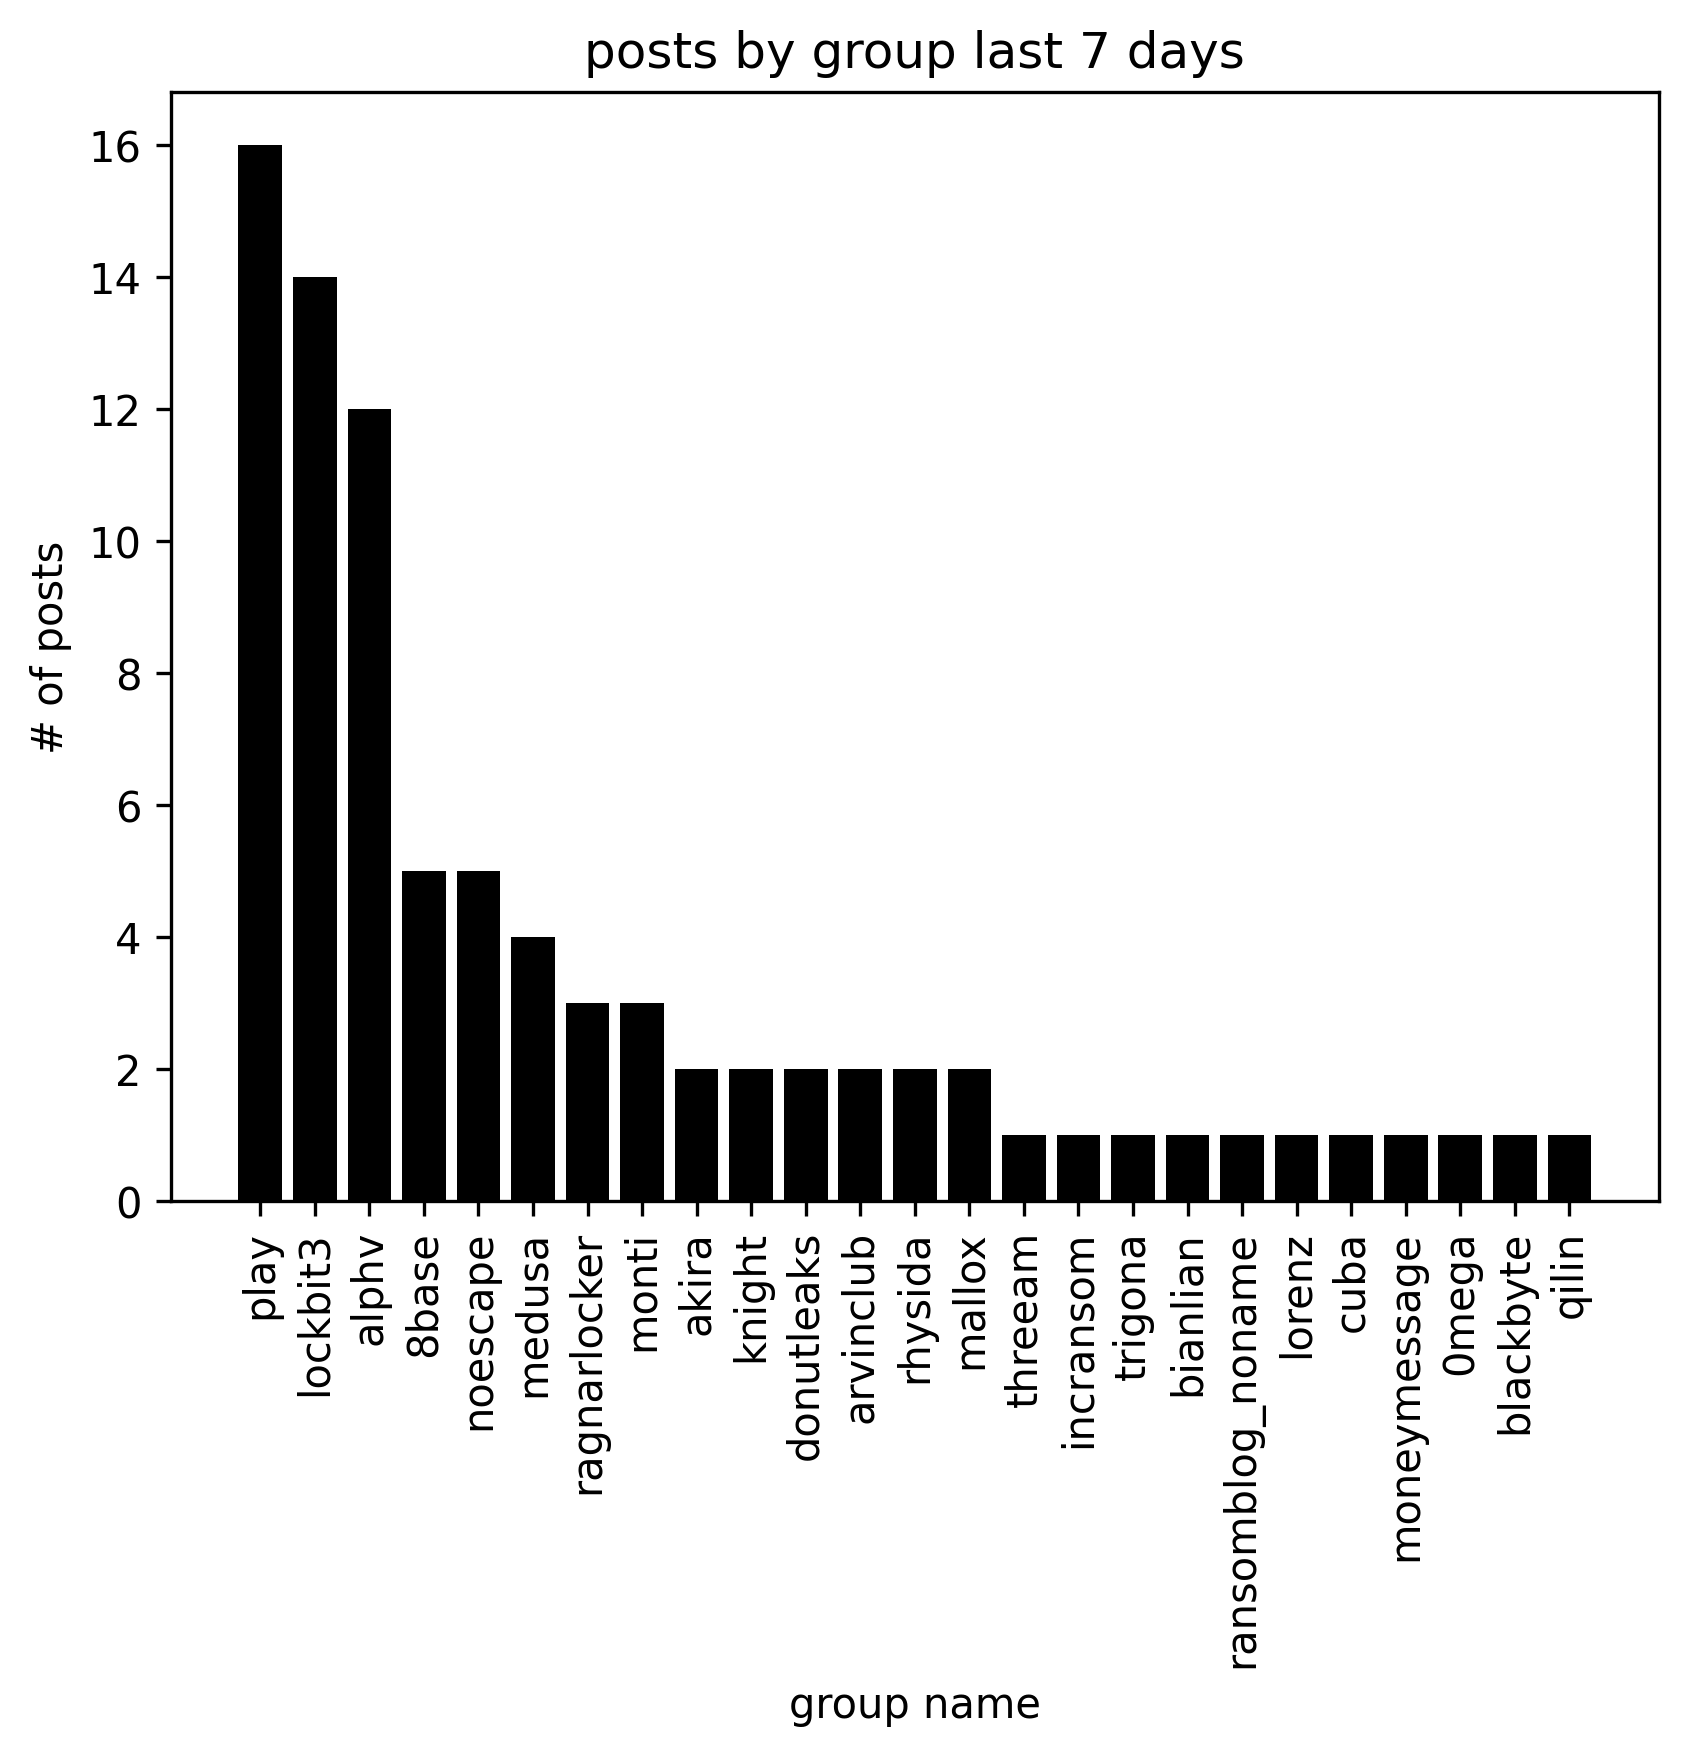 posts by group last 7 days
# of posts
16
14
12
10
8
6
4
2
0
play
lockbit3
alphv
8base
noescape
medusa
ragnarlocker
monti
akira
knight
donutleaks
arvinclub
rhysida
mallox
threeam
incransom
trigona
bianlian
ransomblog_noname
lorenz
cuba
moneymessage
0mega
blackbyte
qilin
group name